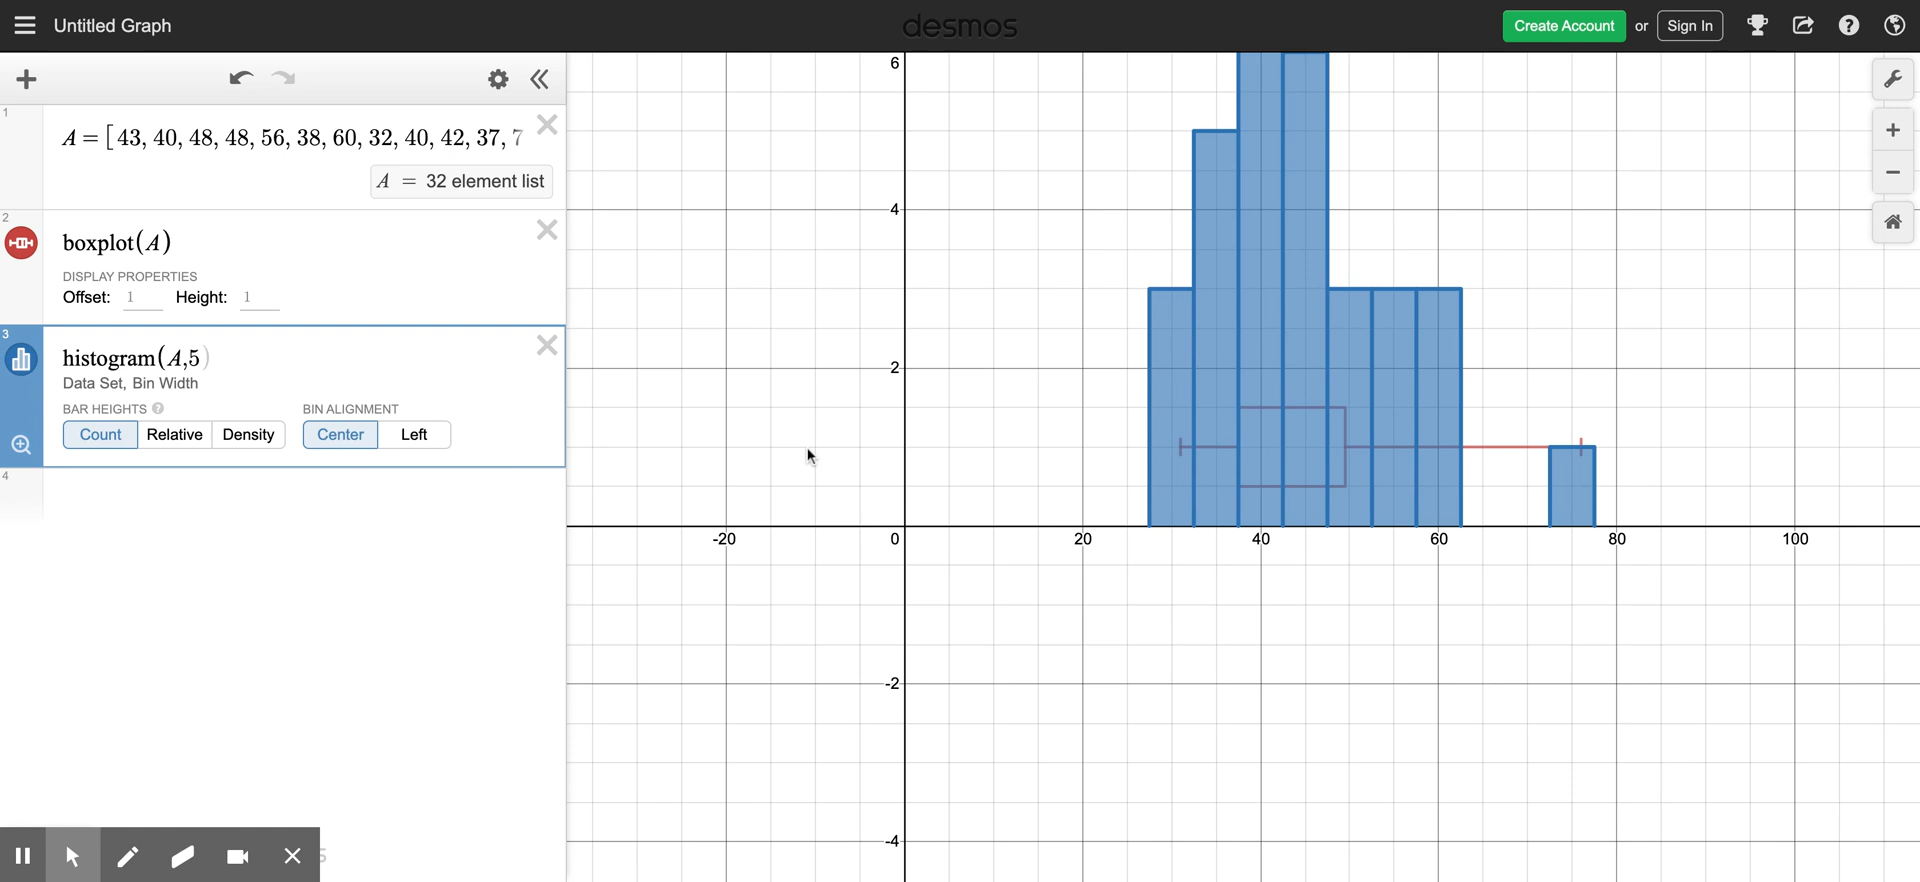 Untitled Graph
desmos
Create Account or Sign In
1
A = [43, 40, 48, 48, 56, 38, 60, 32, 40, 42, 37, 7
A = 32 element list
2
boxplot(A)
DISPLAY PROPERTIES
Offset: 1 Height: 1
3
histogram(A,5)
Data Set, Bin Width
BAR HEIGHTS ? BIN ALIGNMENT
Count Relative Density Center Left
4
6
4
2
-20 0 20 40 60 80 100
-2
-4